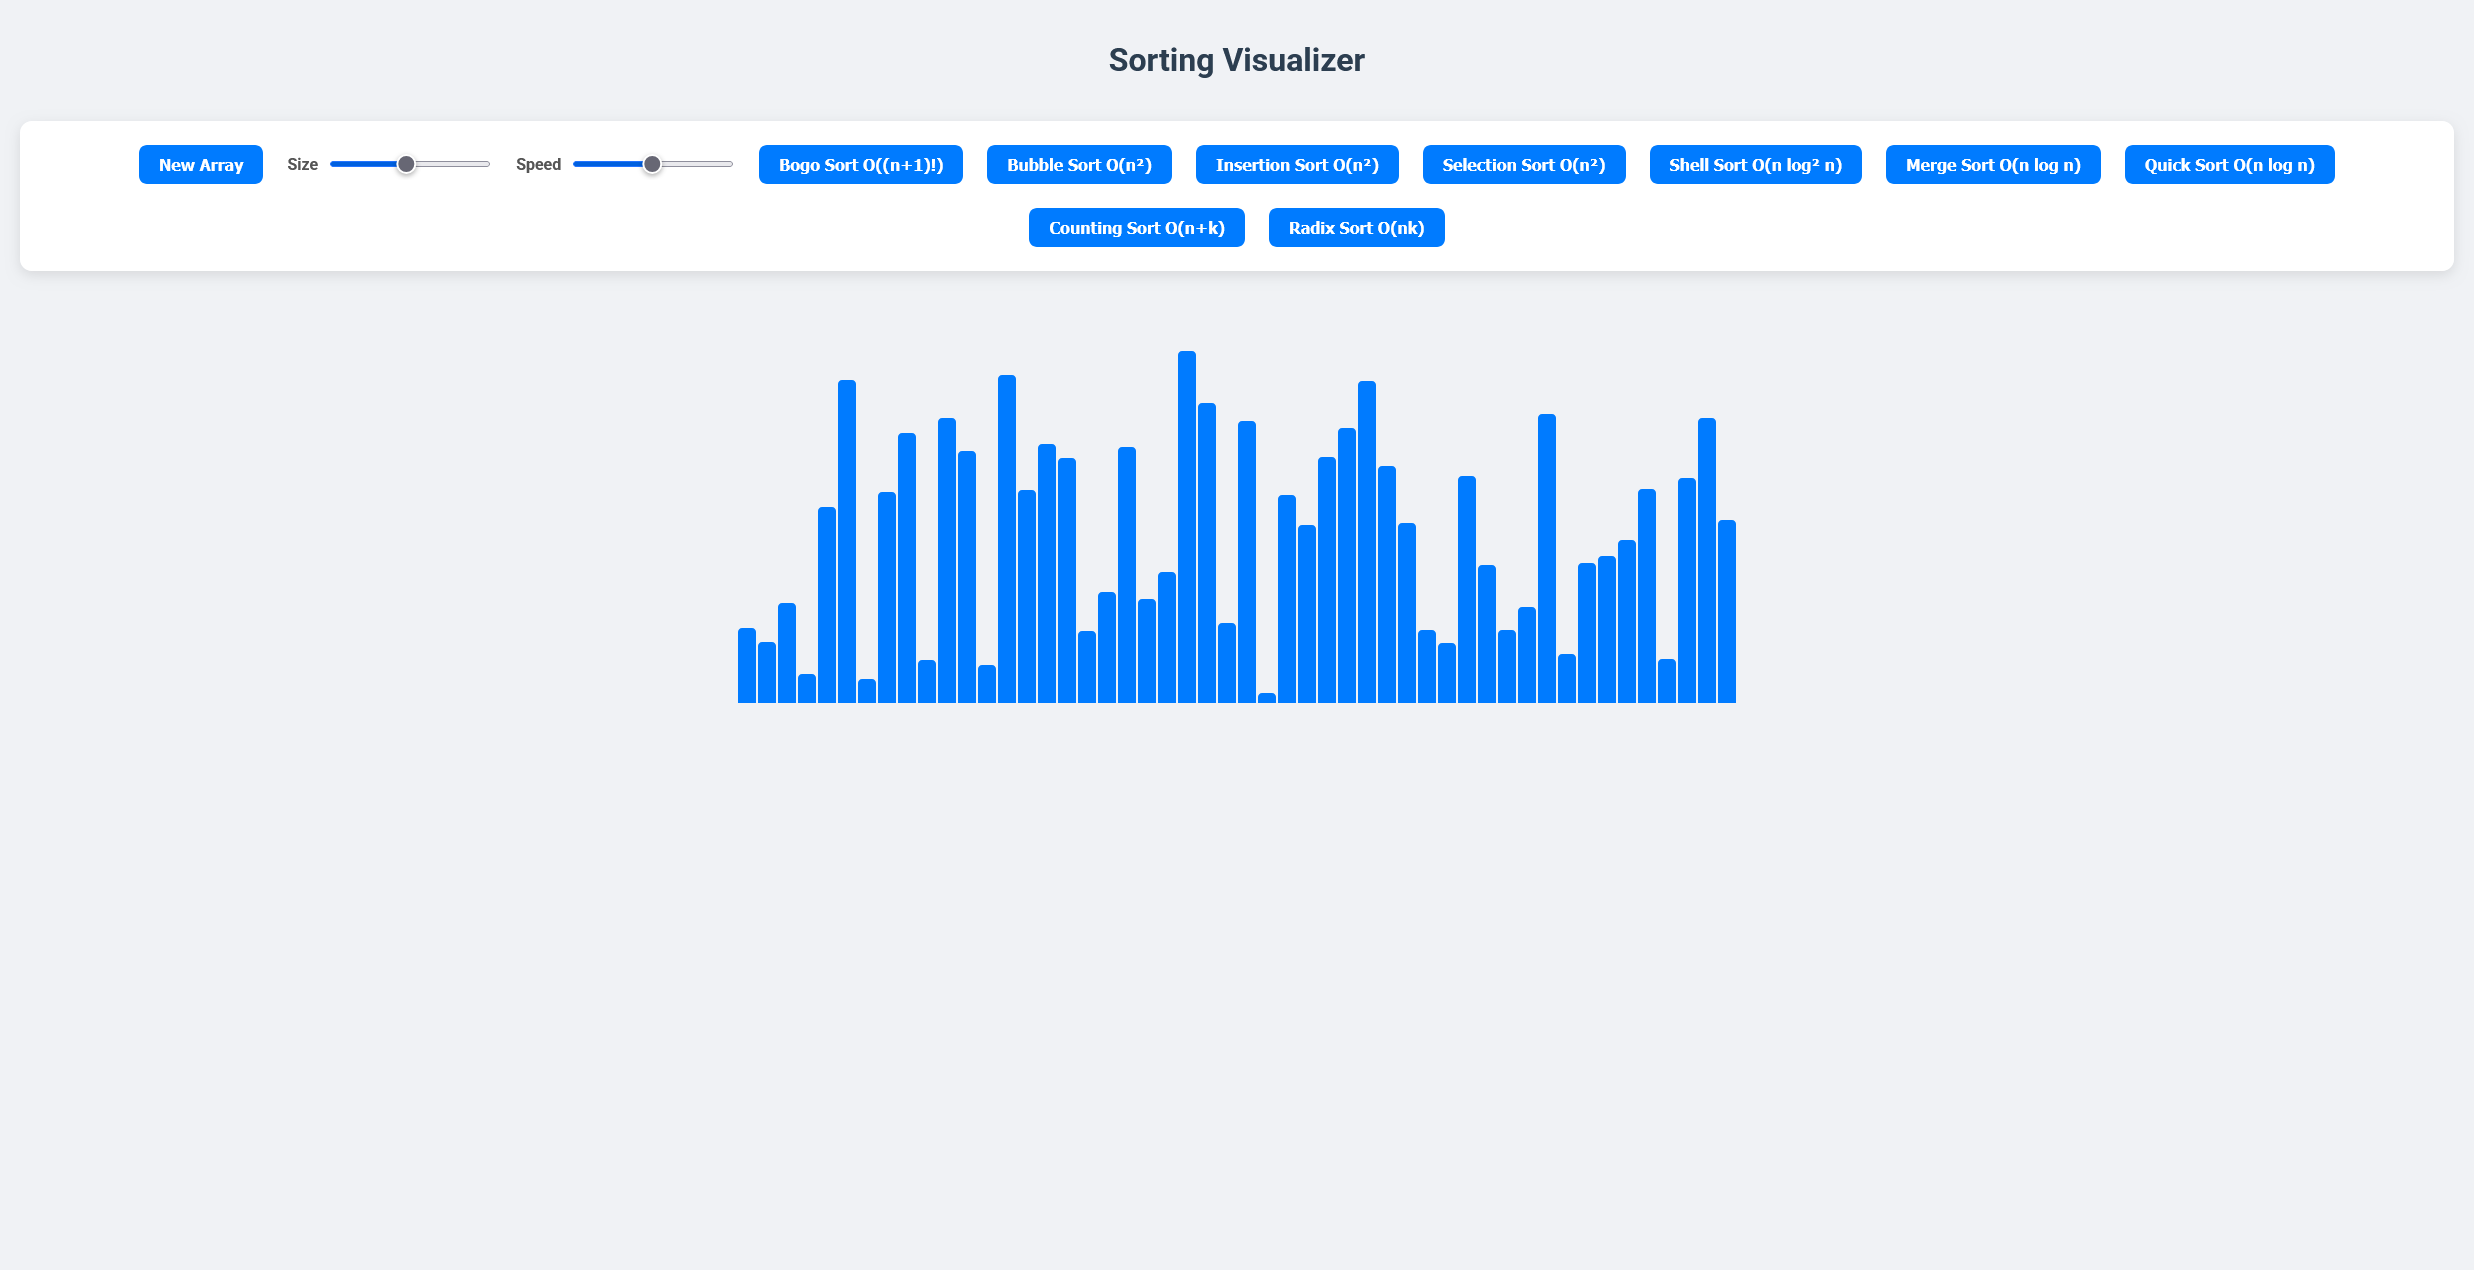 Sorting Visualizer
New Array Size Speed Bogo Sort O((n+1)!) Bubble Sort O(n²) Insertion Sort O(n²) Selection Sort O(n²) Shell Sort O(n log² n) Merge Sort O(n log n) Quick Sort O(n log n)
Counting Sort O(n+k) Radix Sort O(nk)